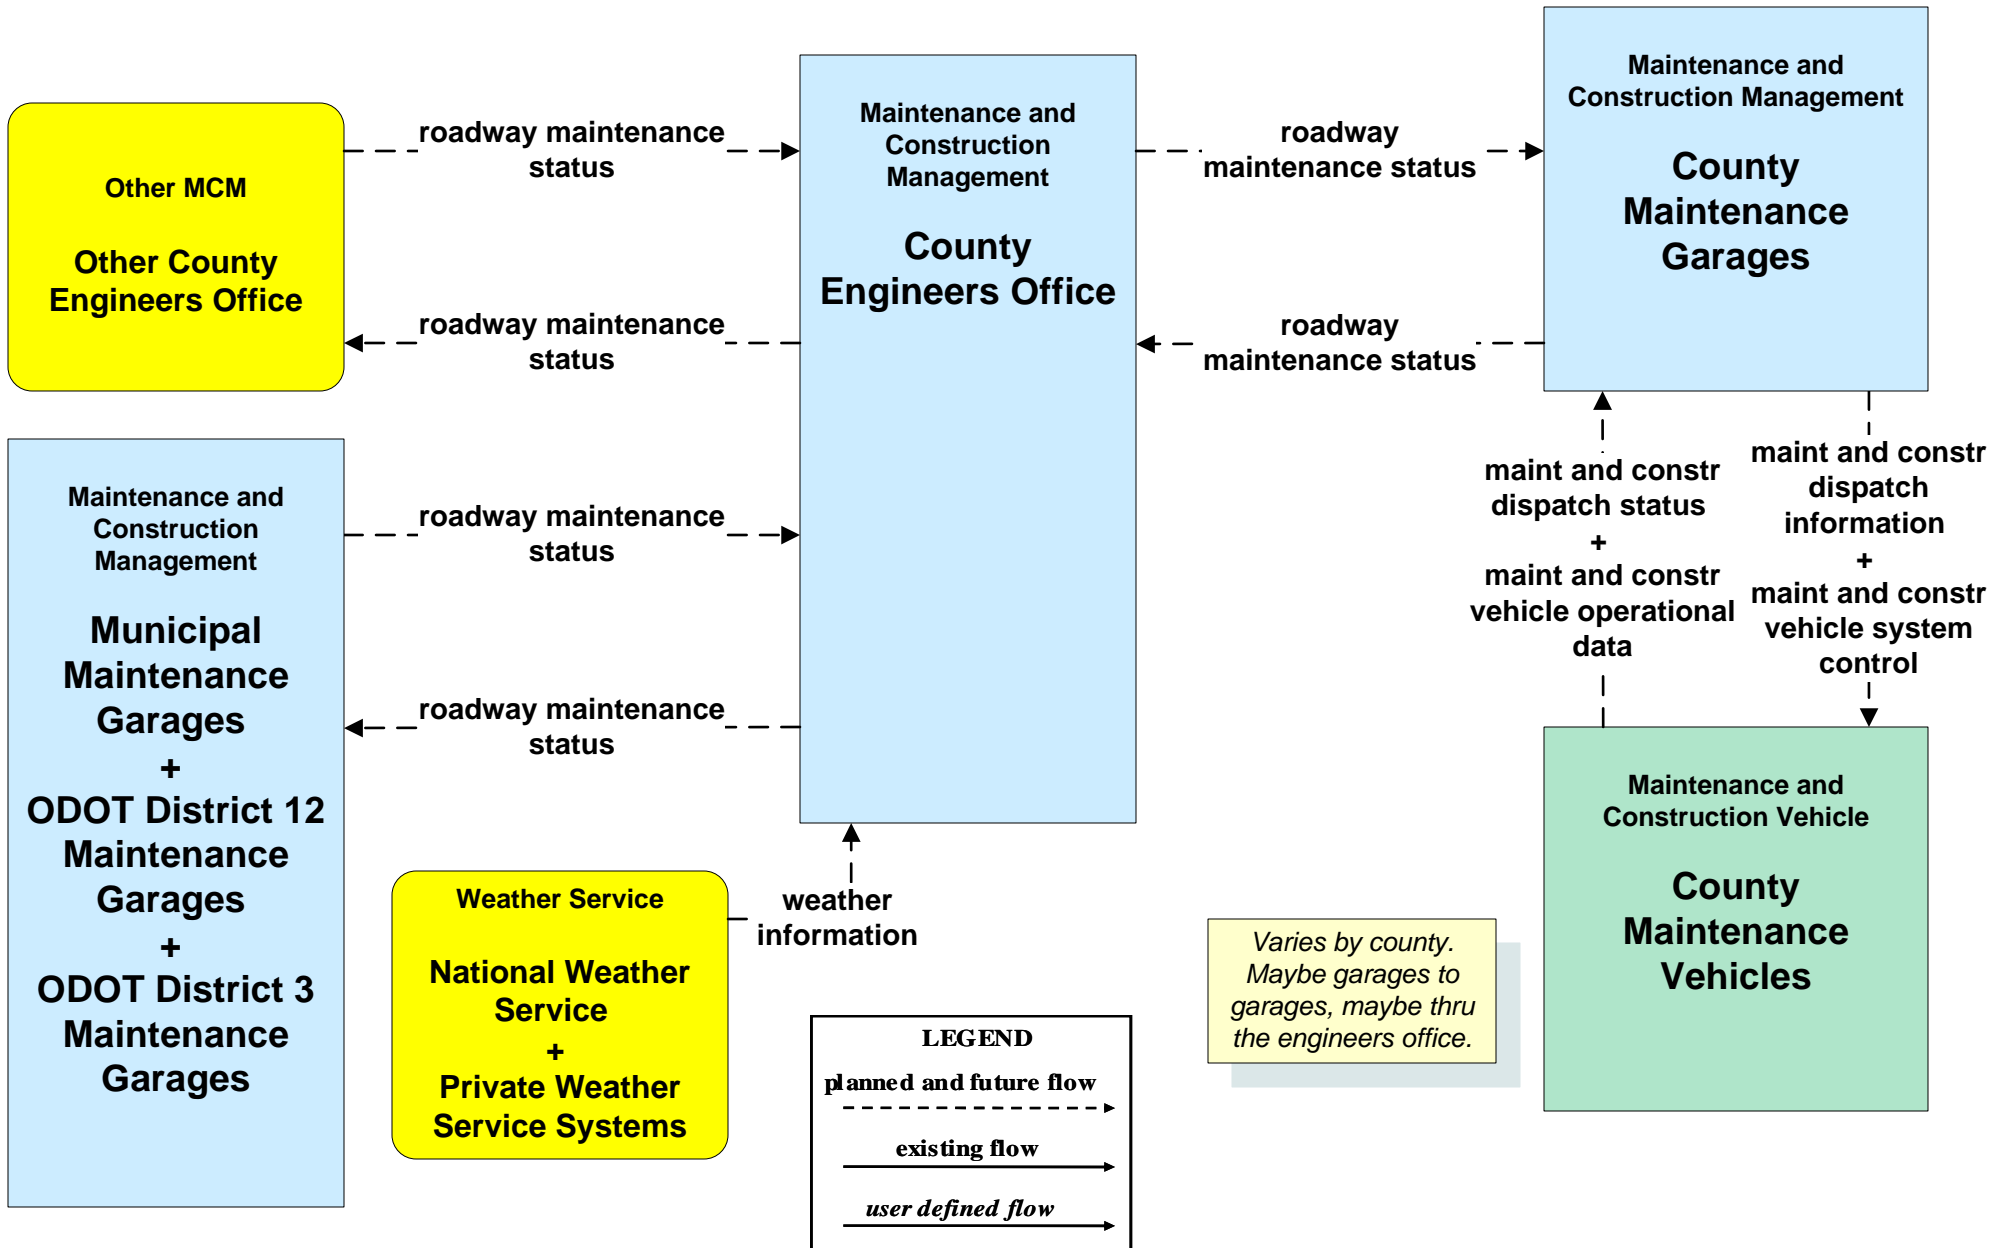 Other MCM
Other County
Engineers Office
roadway maintenance
status
roadway maintenance
status
Maintenance and
Construction
Management
County
Engineers Office
roadway
maintenance status
roadway
maintenance status
Maintenance and
Construction Management
County
Maintenance
Garages
Maintenance and
Construction
Management
Municipal
Maintenance
Garages
+
ODOT District 12
Maintenance
Garages
+
ODOT District 3
Maintenance
Garages
roadway maintenance
status
roadway maintenance
status
maint and constr
dispatch status
+
maint and constr
vehicle operational
data
maint and constr
dispatch
information
+
maint and constr
vehicle system
control
Weather Service
National Weather
Service
+
Private Weather
Service Systems
weather
information
Maintenance and
Construction Vehicle
County
Maintenance
Vehicles
Varies by county.
Maybe garages to
garages, maybe thru
the engineers office.
LEGEND
planned and future flow
existing flow
user defined flow